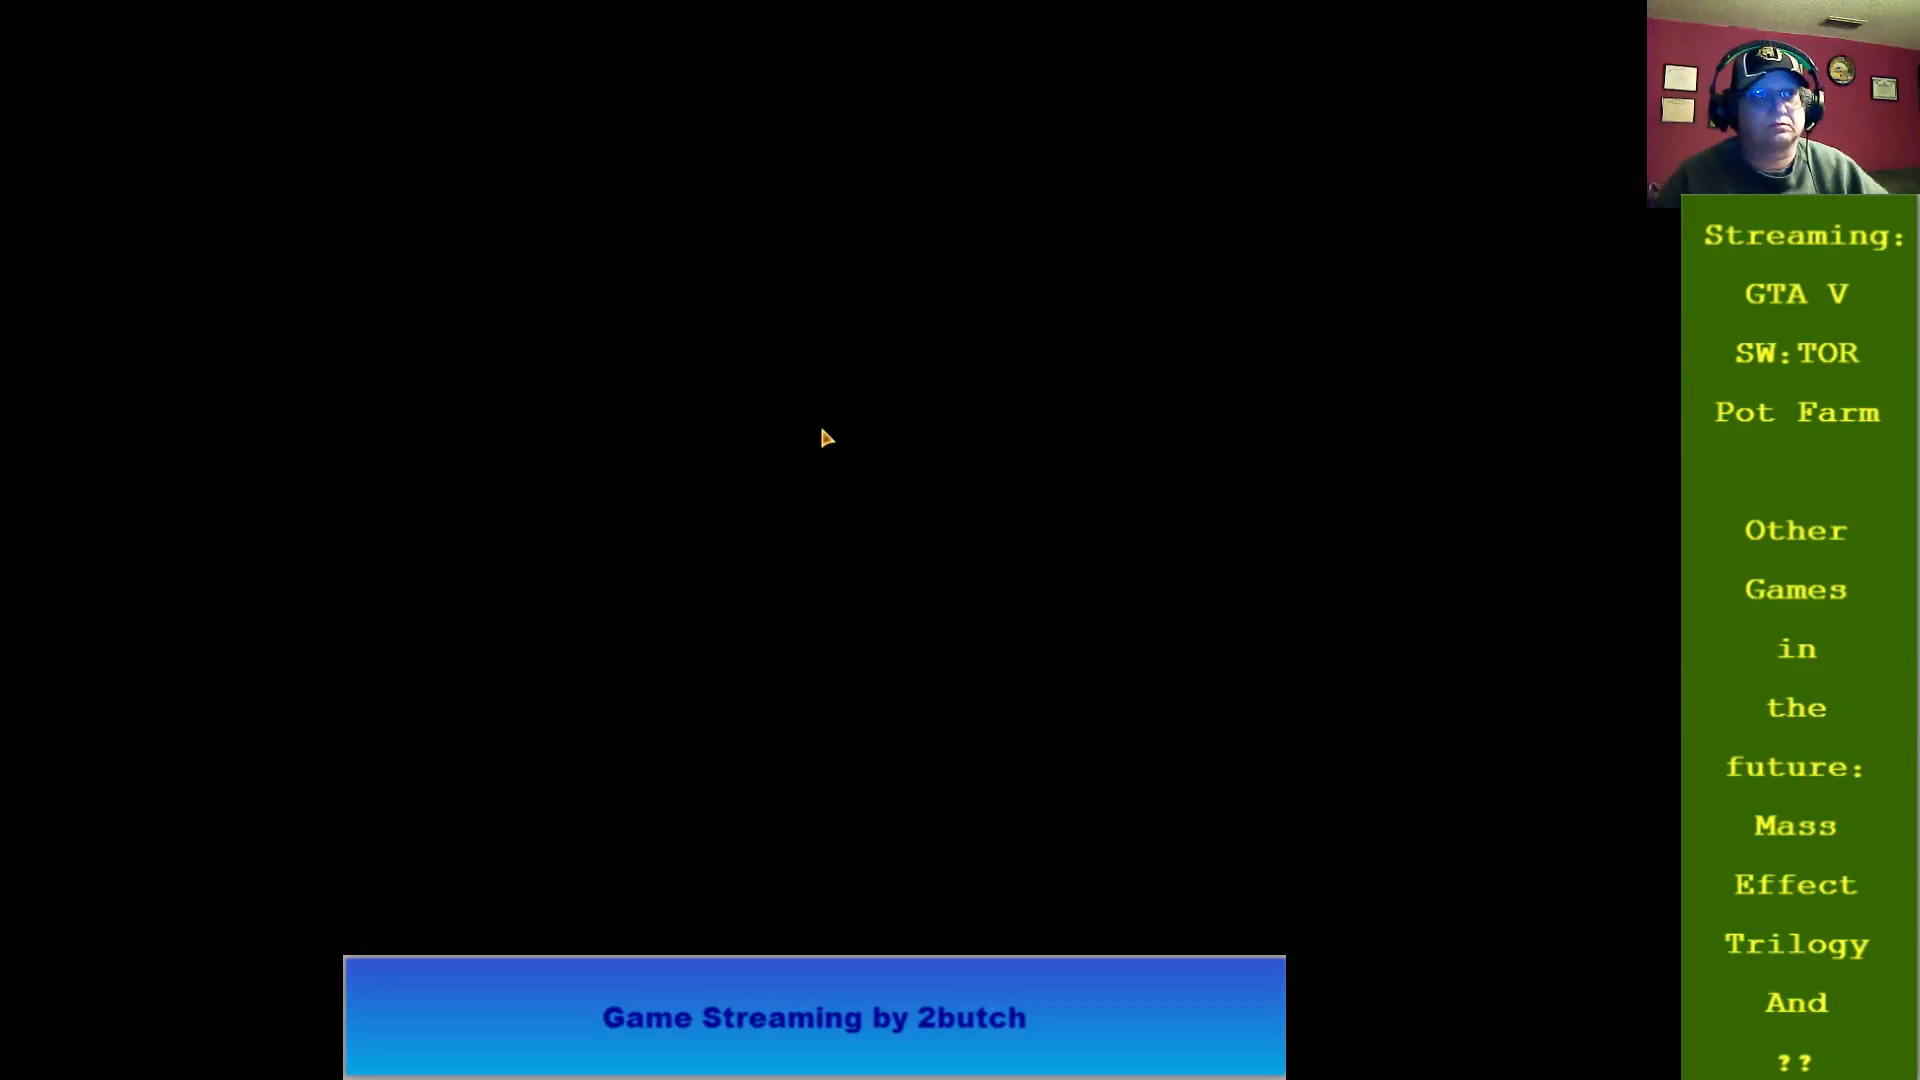 Streaming:
GTA V
SW:TOR
Pot Farm
Other
Games
in
the
future:
Mass
Effect
Trilogy
And
??
Game Streaming by 2butch